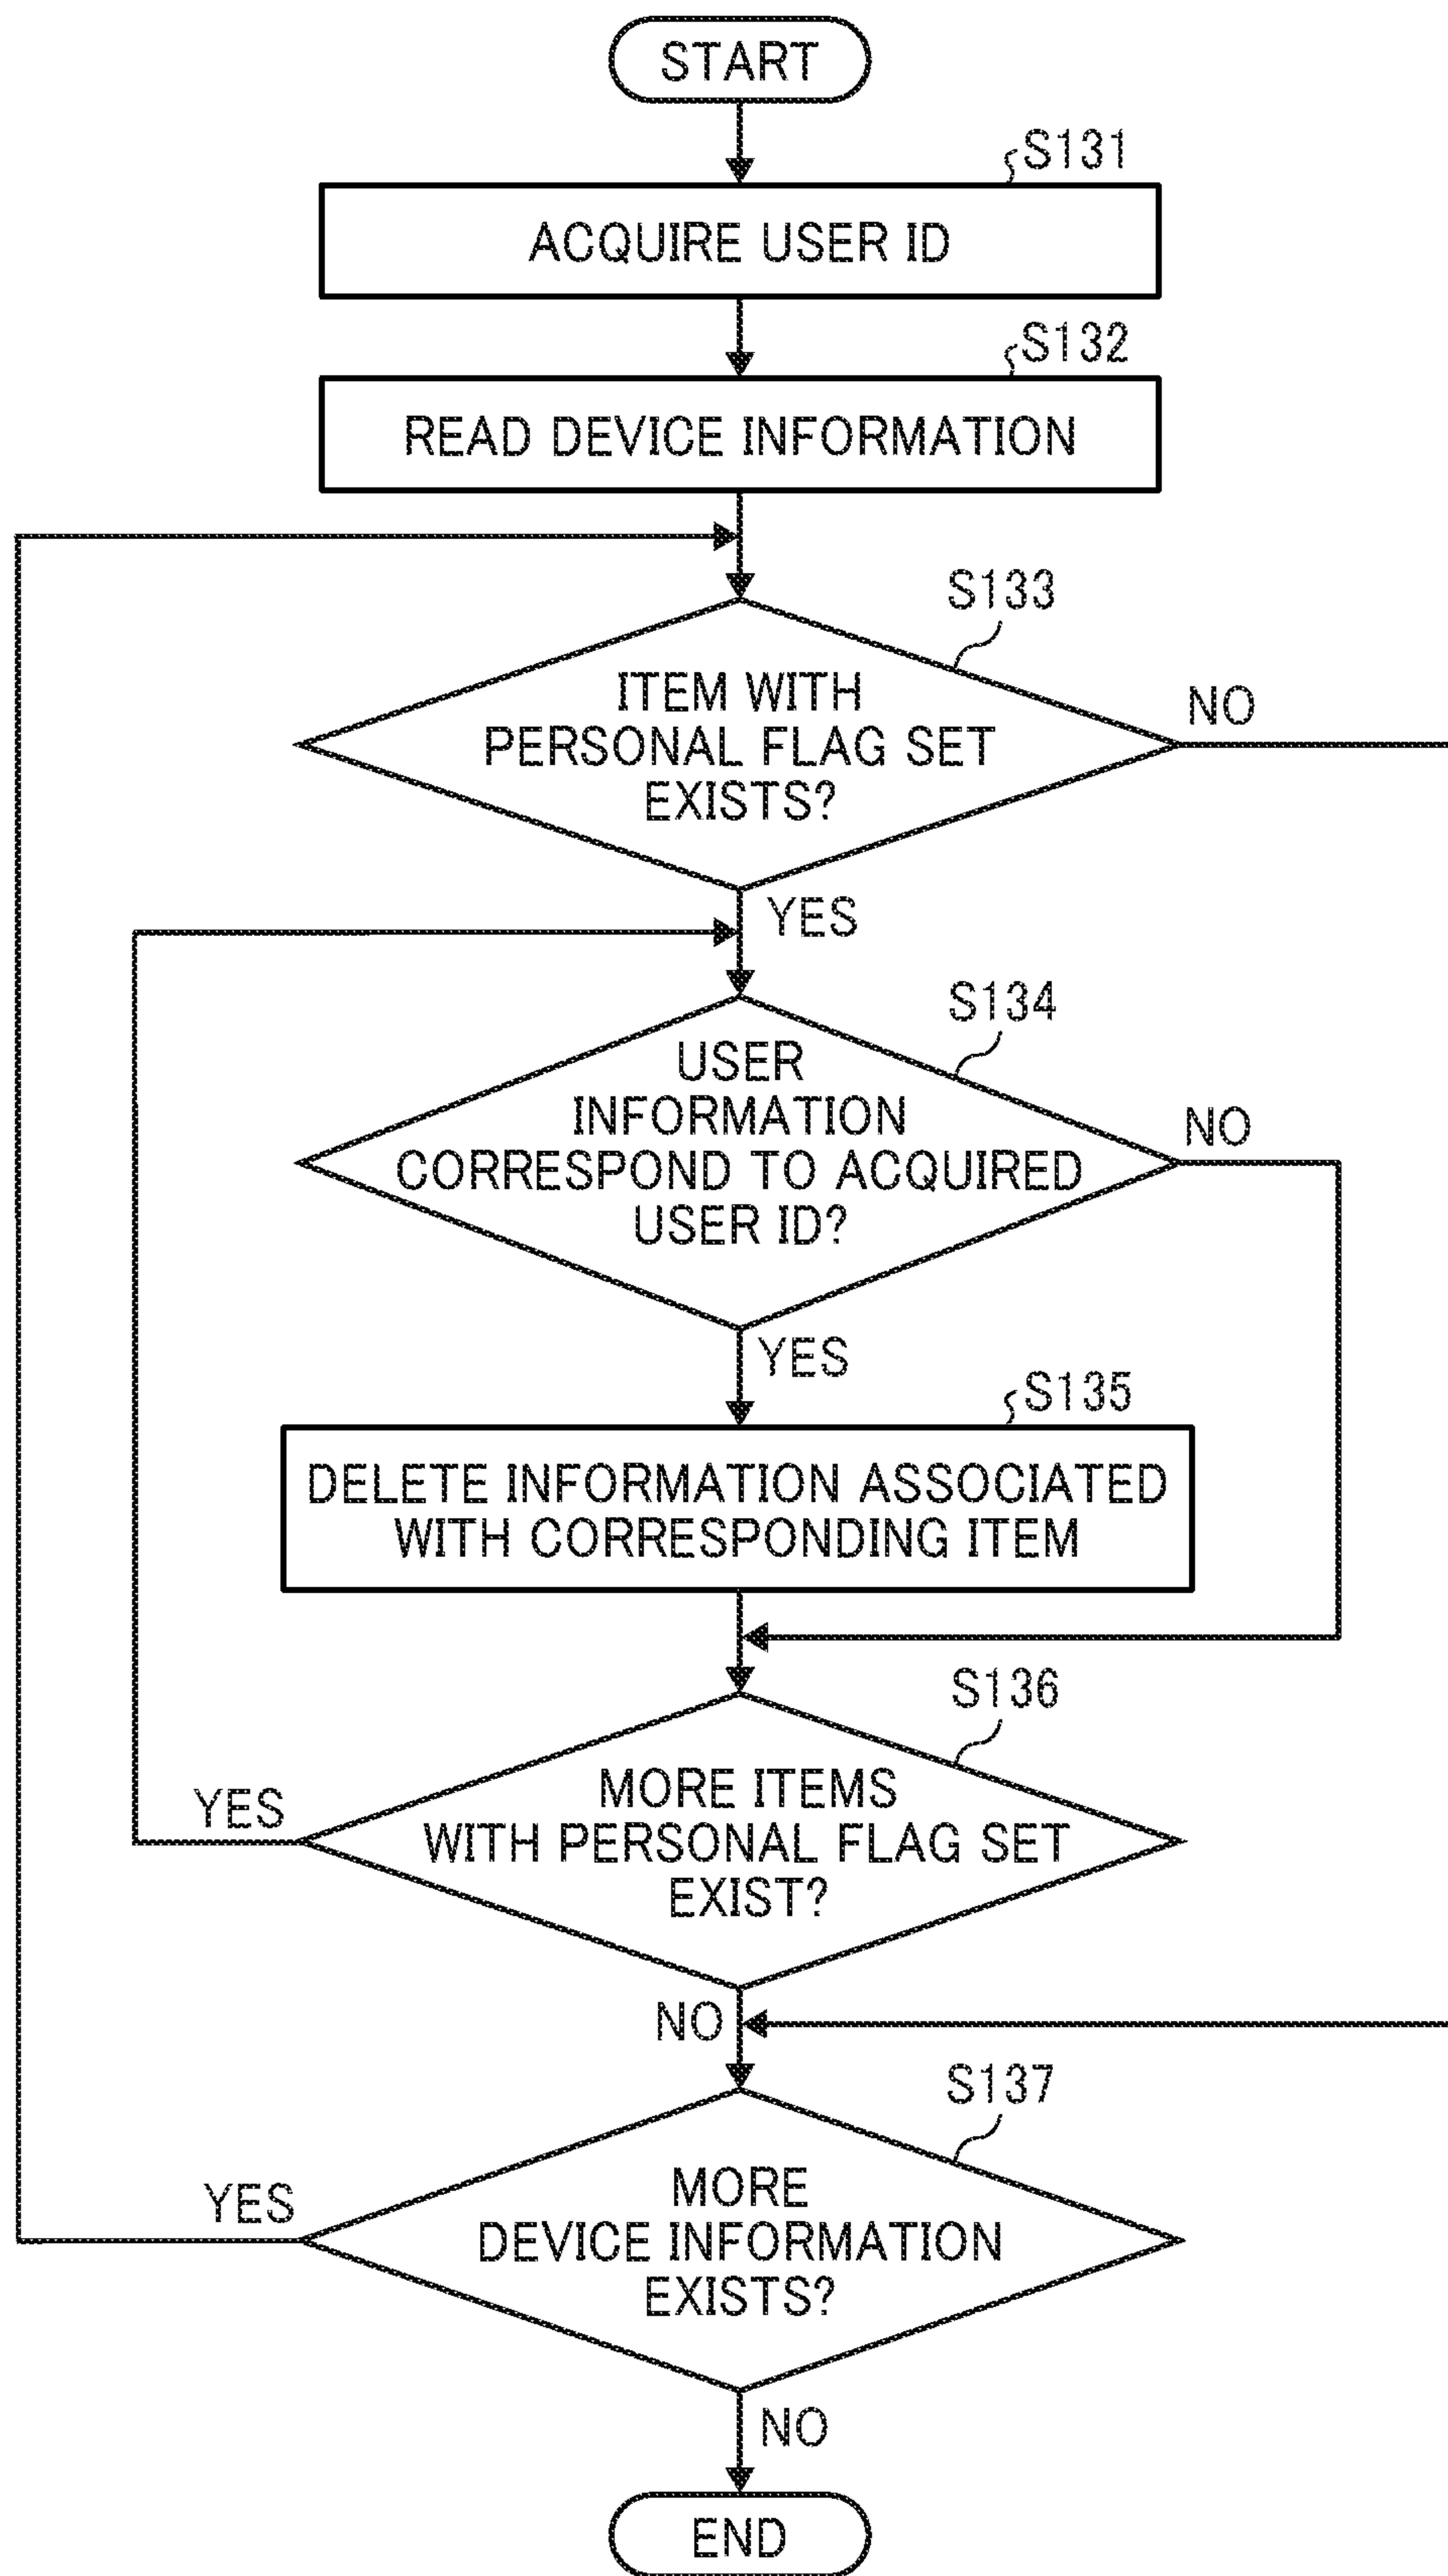 START
S131
ACQUIRE USER ID
S132
READ DEVICE INFORMATION
S133
ITEM WITH
PERSONAL FLAG SET
EXISTS?
NO
YES
S134
USER
INFORMATION
CORRESPOND TO ACQUIRED
USER ID?
NO
YES
S135
DELETE INFORMATION ASSOCIATED
WITH CORRESPONDING ITEM
S136
MORE ITEMS
WITH PERSONAL FLAG SET
EXIST?
YES
NO
S137
MORE
DEVICE INFORMATION
EXISTS?
YES
NO
END